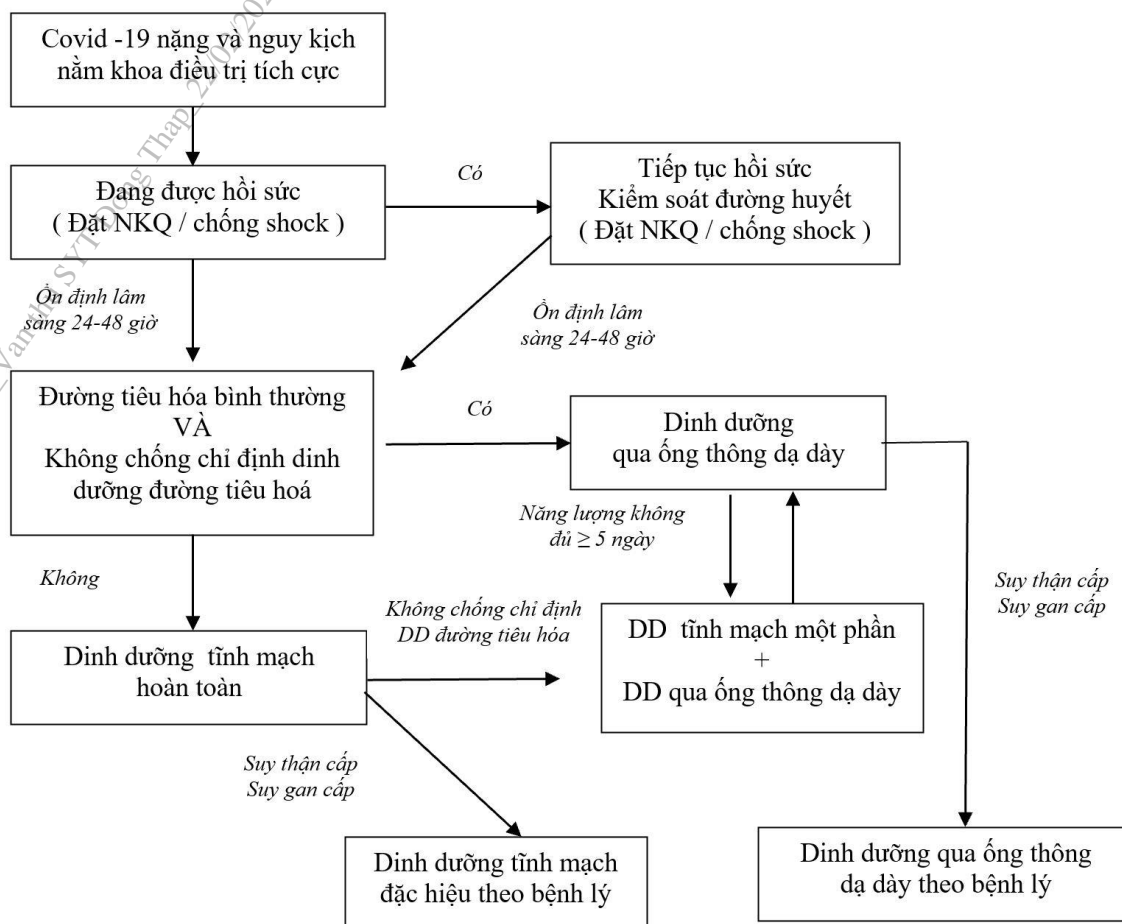 Covid -19 nặng và nguy kịch
nằm khoa điều trị tích cực
Đang được hồi sức
( Đặt NKQ / chống shock )
Có
Tiếp tục hồi sức
Kiểm soát đường huyết
( Đặt NKQ / chống shock )
Ổn định lâm
sàng 24-48 giờ
Ổn định lâm
sàng 24-48 giờ
Đường tiêu hóa bình thường
VÀ
Không chống chỉ định dinh
dưỡng đường tiêu hoá
Có
Dinh dưỡng
qua ống thông dạ dày
Năng lượng không
đủ ≥ 5 ngày
Không
Suy thận cấp
Suy gan cấp
Dinh dưỡng tĩnh mạch
hoàn toàn
Không chống chỉ định
DD đường tiêu hóa
DD tĩnh mạch một phần
+
DD qua ống thông dạ dày
Suy thận cấp
Suy gan cấp
Dinh dưỡng tĩnh mạch
đặc hiệu theo bệnh lý
Dinh dưỡng qua ống thông
dạ dày theo bệnh lý
Van thu SYT Dong Thap_22/02/202